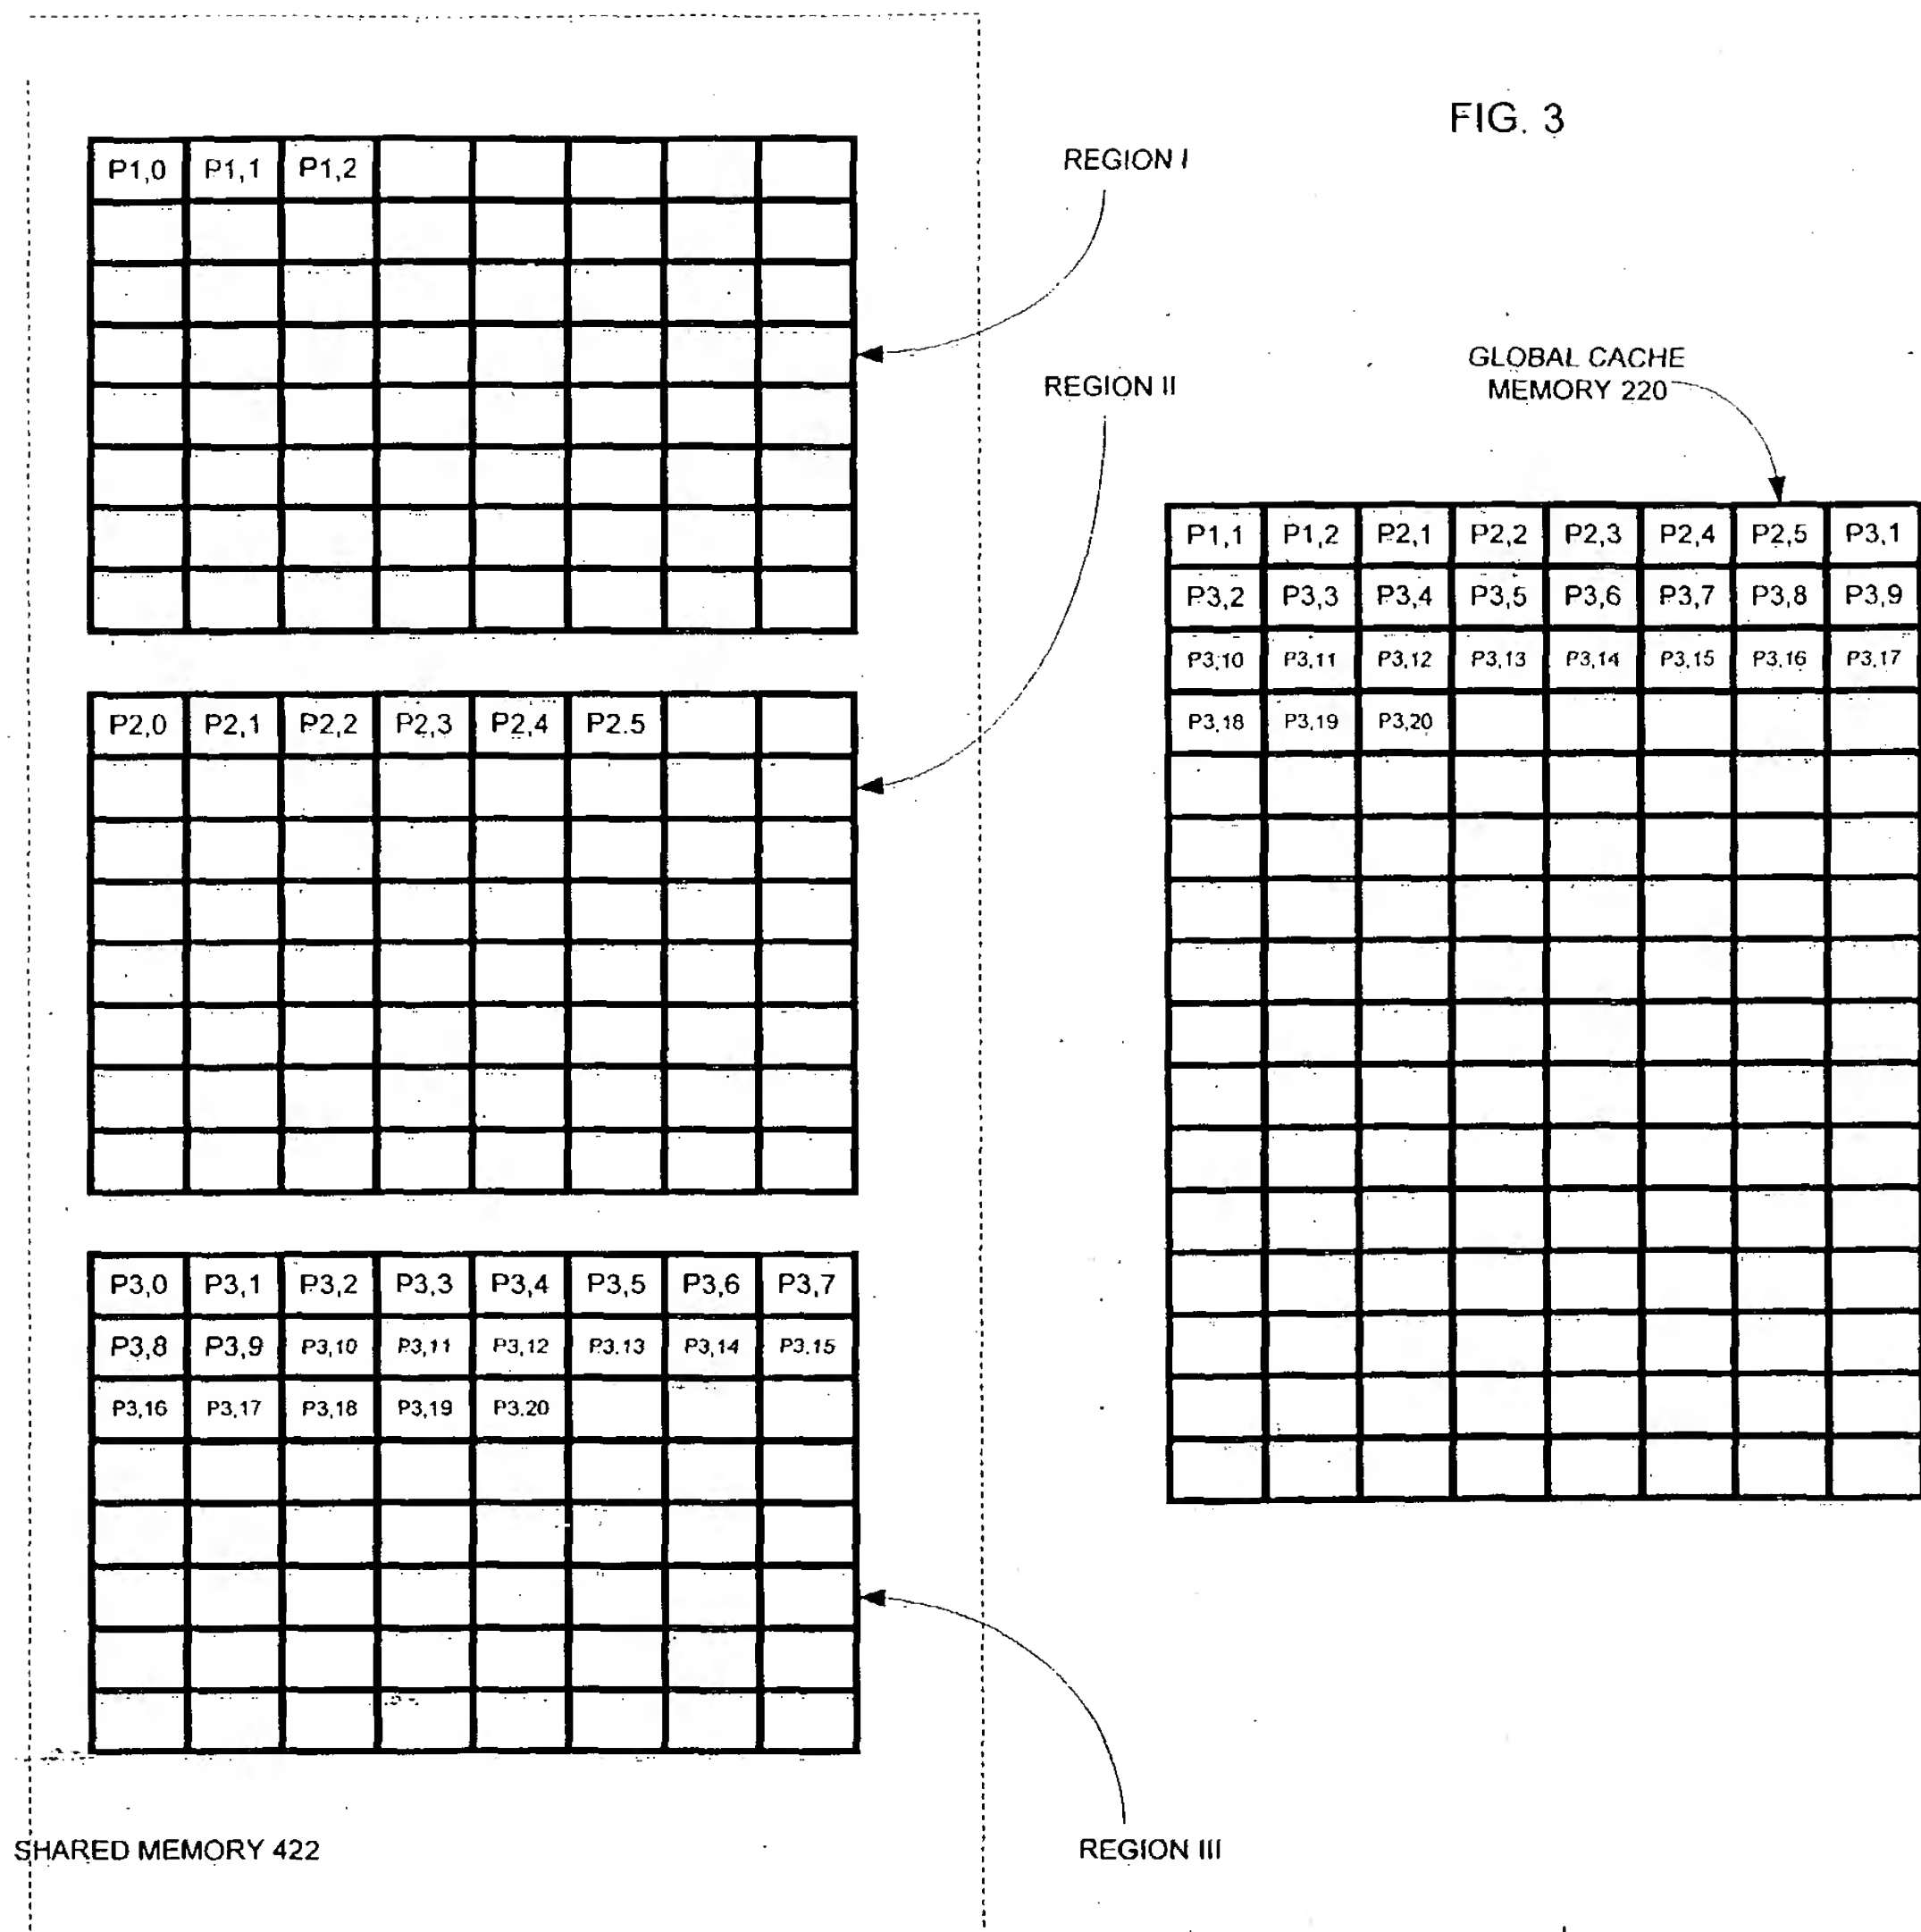 FIG. 3
P1,0 P1,1 P1,2
REGION I
REGION II
P2,0 P2,1 P2,2 P2,3 P2,4 P2.5
P3,0 P3,1 P3,2 P3,3 P3,4 P3,5 P3,6 P3,7
P3,8 P3,9 P3,10 P3,11 P3,12 P3.13 P3,14 P3.15
P3,16 P3,17 P3,18 P3,19 P3.20
REGION III
SHARED MEMORY 422
GLOBAL CACHE
MEMORY 220
P1,1 P1,2 P2,1 P2,2 P2,3 P2,4 P2,5 P3,1
P3,2 P3,3 P3,4 P3,5 P3,6 P3,7 P3,8 P3,9
P3,10 P3,11 P3,12 P3,13 P3,14 P3,15 P3,16 P3,17
P3,18 P3,19 P3,20